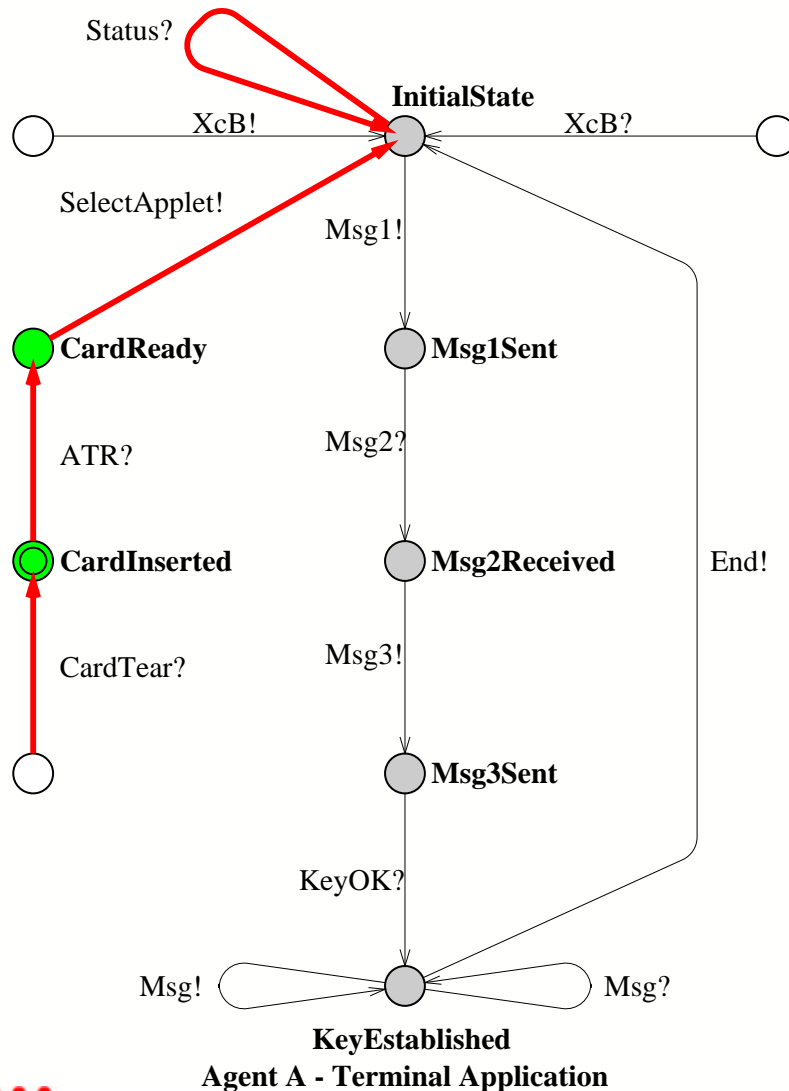 Status?
InitialState
XcB!
XcB?
SelectApplet!
Msg1!
CardReady
Msg1Sent
ATR?
Msg2?
CardInserted
Msg2Received
End!
CardTear?
Msg3!
Msg3Sent
KeyOK?
Msg!
Msg?
KeyEstablished
Agent A - Terminal Application